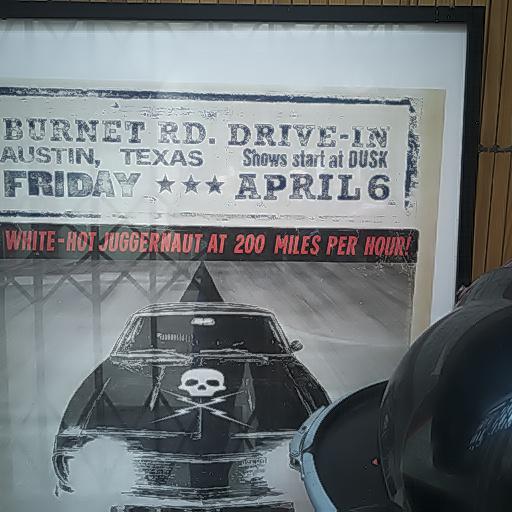 BURNET RD. DRIVE-IN
AUSTIN, TEXAS Shows start at DUSK
FRIDAY ★★★ APRIL 6
WHITE-HOT JUGGERNAUT AT 200 MILES PER HOUR!